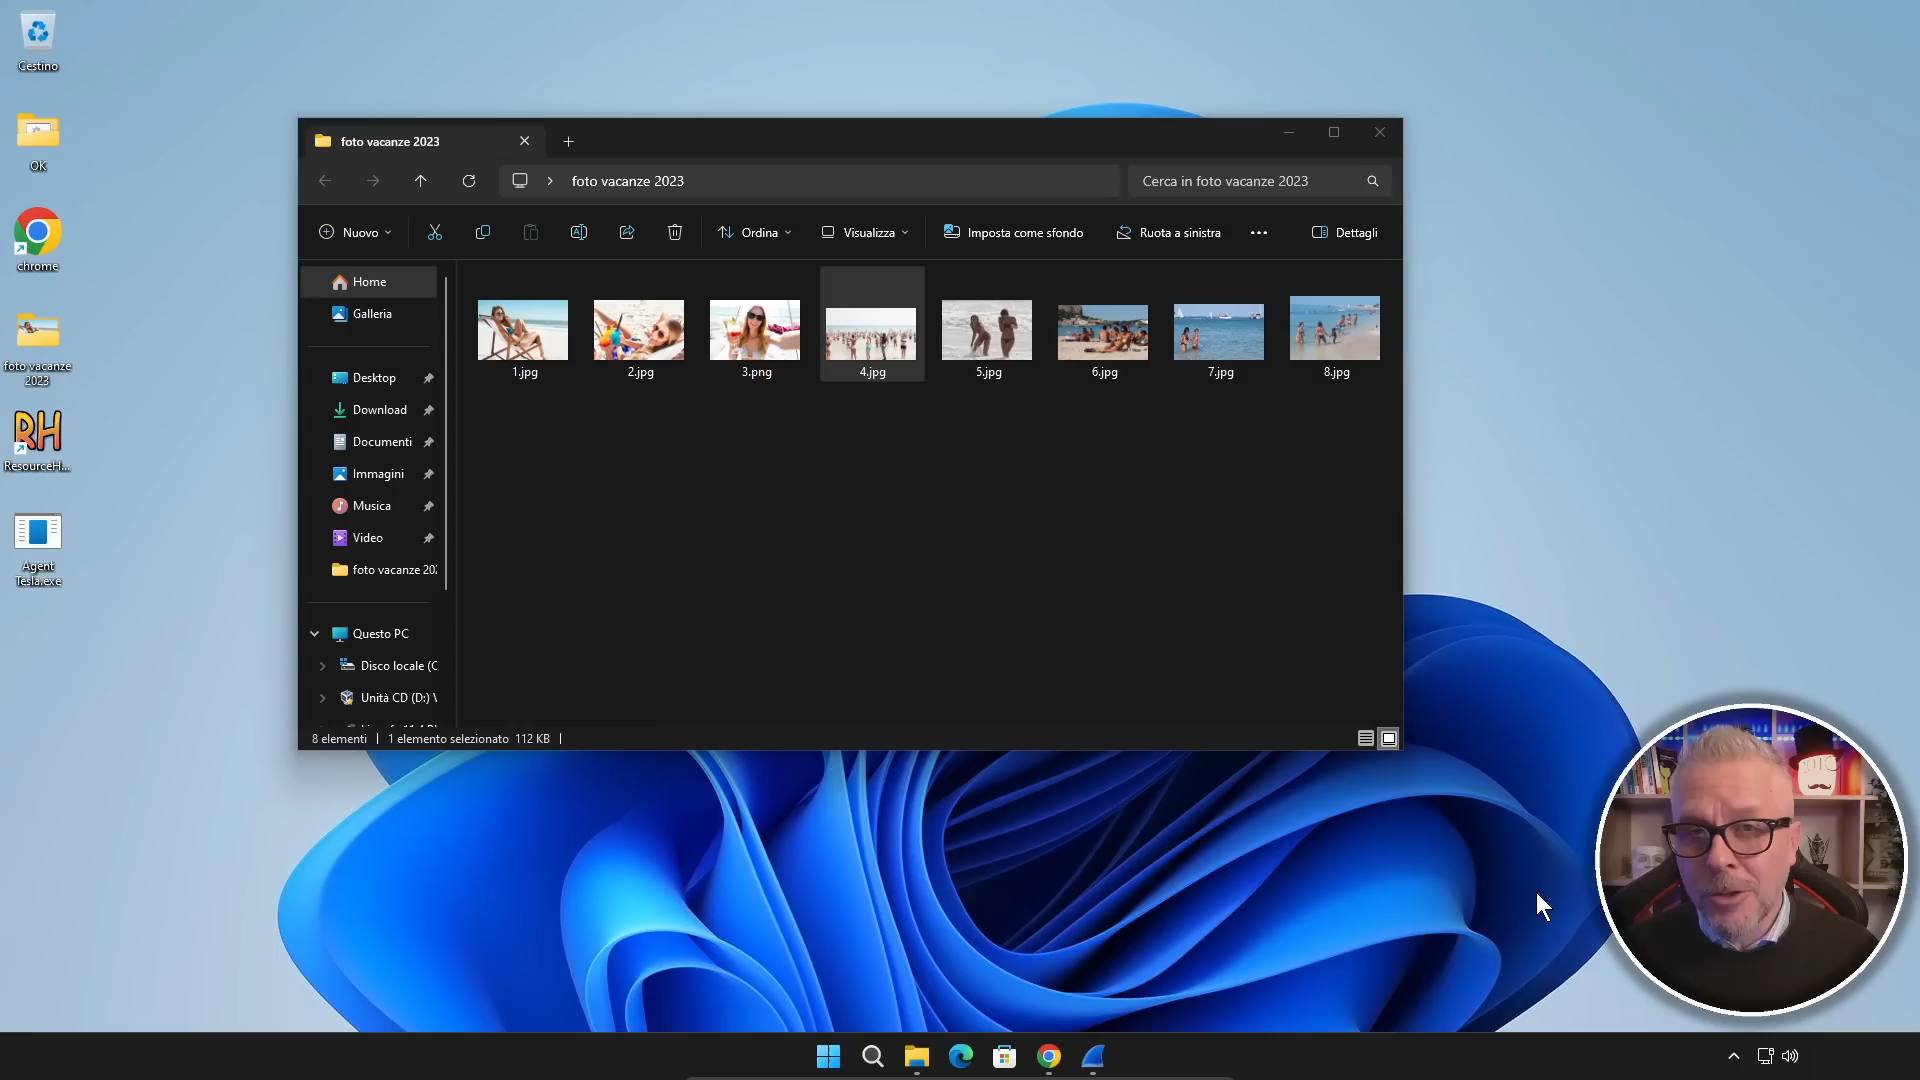 Cestino
OK
chrome
foto vacanze
2023
RH
ResourceH...
Agent
Tesla.exe
foto vacanze 2023
foto vacanze 2023
Cerca in foto vacanze 2023
Nuovo
Ordina
Visualizza
Imposta come sfondo
Ruota a sinistra
Dettagli
Home
Galleria
Desktop
Download
Documenti
Immagini
Musica
Video
foto vacanze 202
Questo PC
Disco locale (C
Unità CD (D:) V
1.jpg
2.jpg
3.png
4.jpg
5.jpg
6.jpg
7.jpg
8.jpg
8 elementi | 1 elemento selezionato 112 KB |